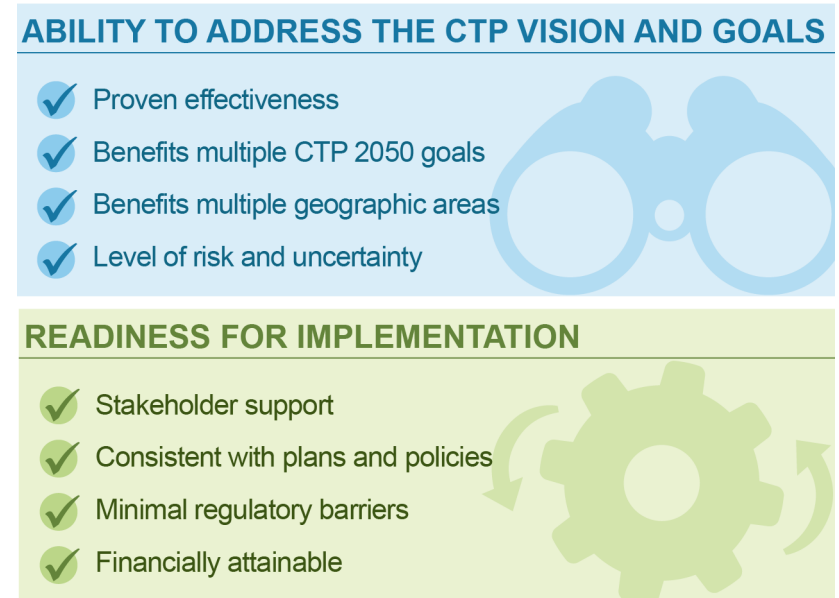 ABILITY TO ADDRESS THE CTP VISION AND GOALS
Proven effectiveness
Benefits multiple CTP 2050 goals
Benefits multiple geographic areas
Level of risk and uncertainty
READINESS FOR IMPLEMENTATION
Stakeholder support
Consistent with plans and policies
Minimal regulatory barriers
Financially attainable